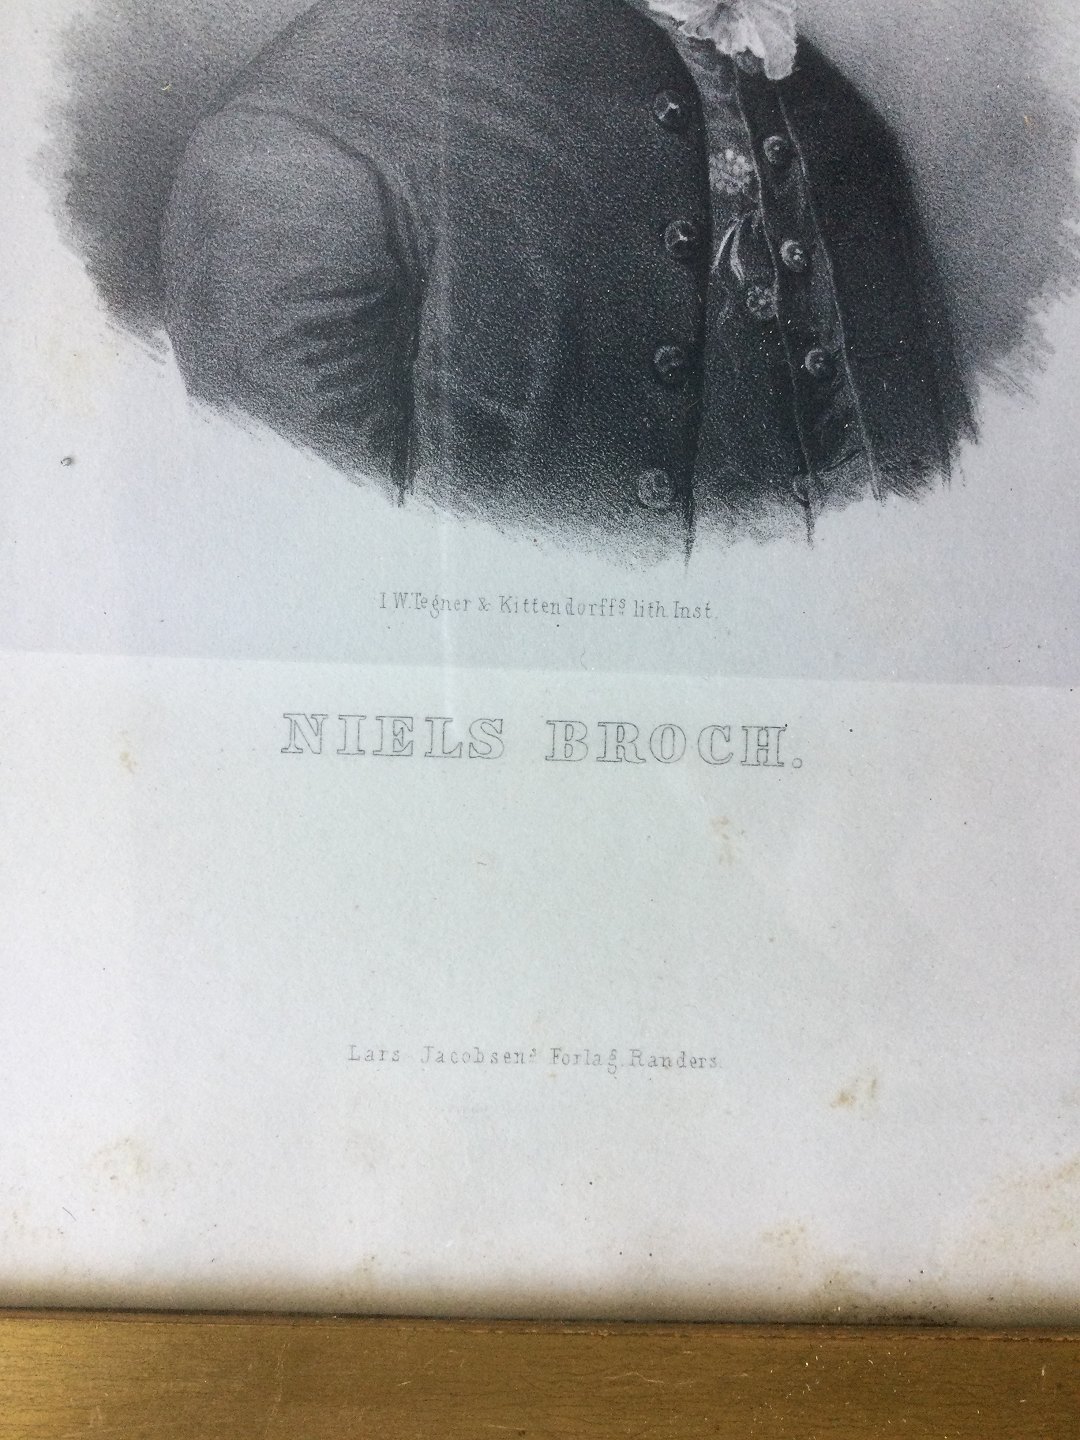 I W. Tegner & Kittendorffs lith. Inst.
NIELS BROCH.
Lars Jacobsens Forlag. Randers.